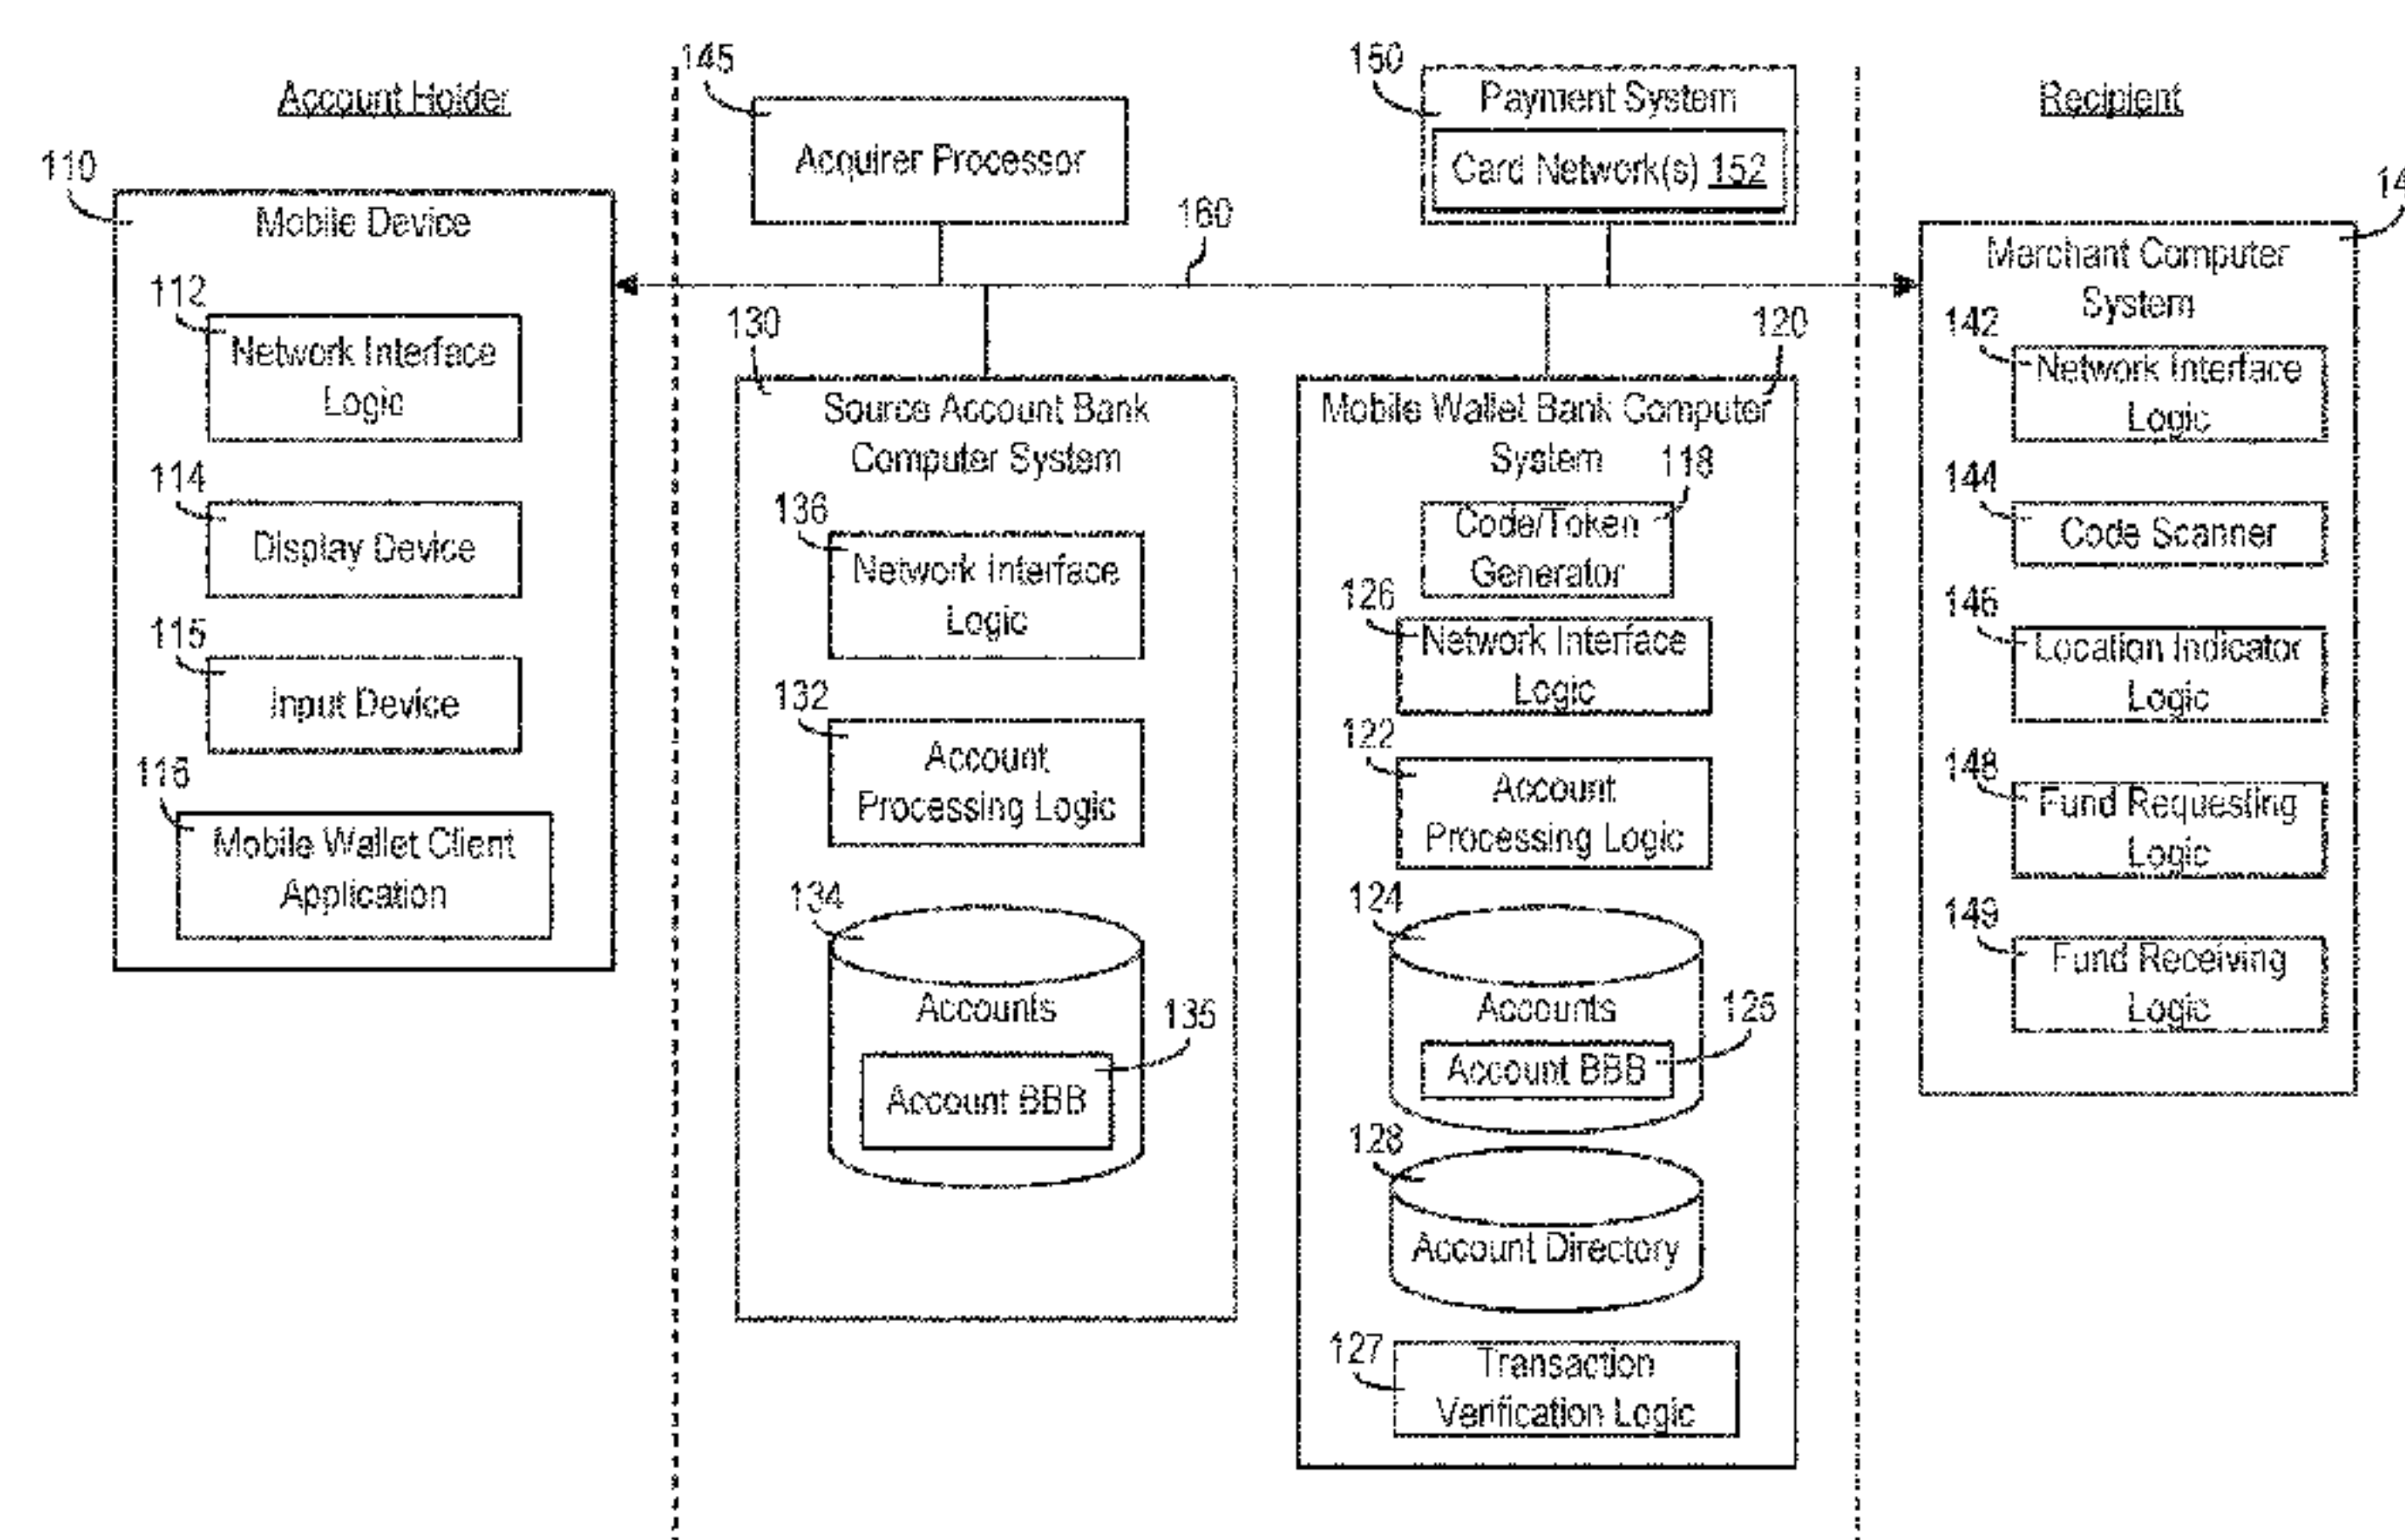 Account Holder
110
Mobile Device
112
Network Interface
Logic
114
Display Device
115
Input Device
116
Mobile Wallet Client
Application
145
Acquirer Processor
150
Payment System
Card Network(s) 152
160
130
Source Account Bank
Computer System
136
Network Interface
Logic
132
Account
Processing Logic
134
Accounts
135
Account BBB
120
Mobile Wallet Bank Computer
System
118
Code/Token
Generator
126
Network Interface
Logic
122
Account
Processing Logic
124
Accounts
125
Account BBB
128
Account Directory
127
Transaction
Verification Logic
Recipient
Merchant Computer
System
142
Network Interface
Logic
144
Code Scanner
146
Location Indicator
Logic
148
Fund Requesting
Logic
149
Fund Receiving
Logic